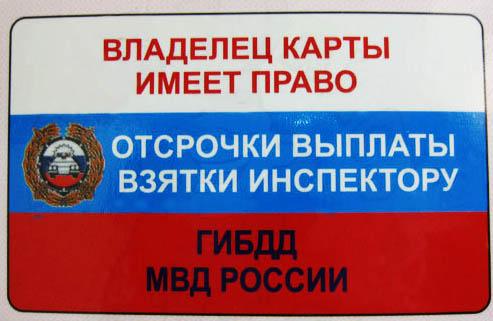 ВЛАДЕЛЕЦ КАРТЫ
ИМЕЕТ ПРАВО
ОТСРОЧКИ ВЫПЛАТЫ
ВЗЯТКИ ИНСПЕКТОРУ
ГИБДД
МВД РОССИИ